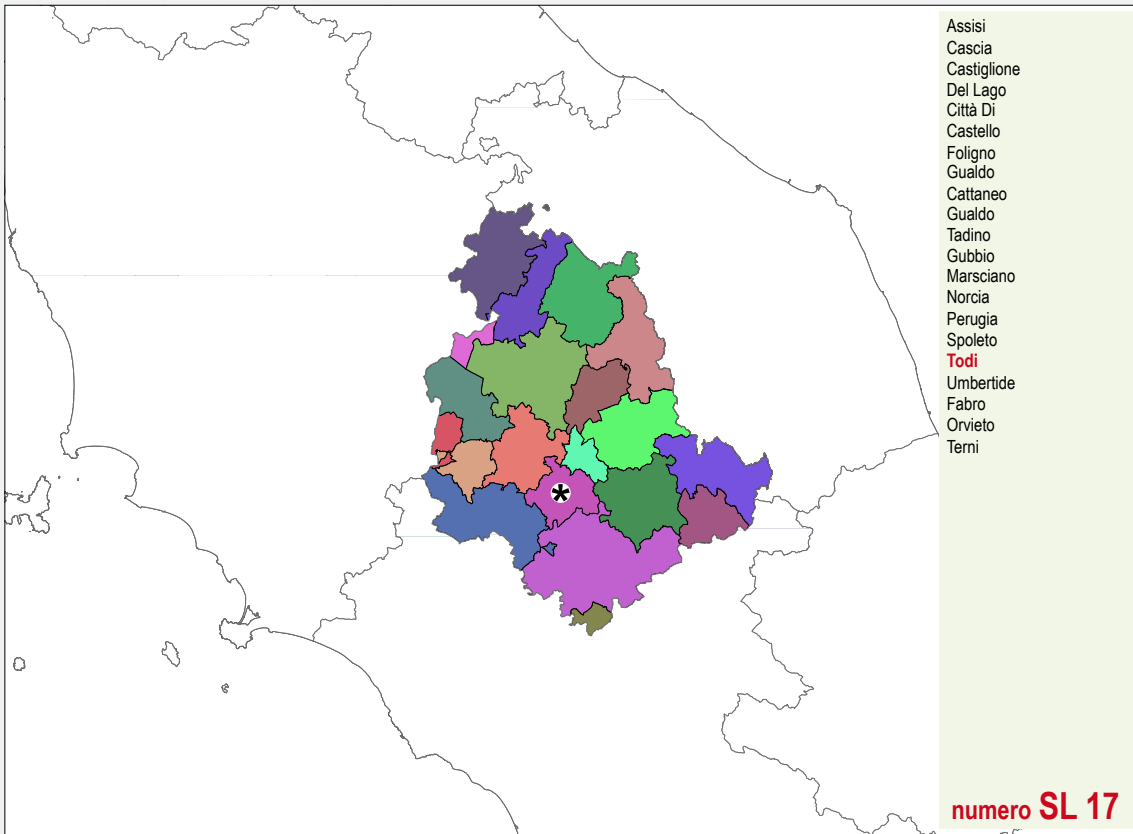 Assisi
Cascia
Castiglione
Del Lago
Città Di
Castello
Foligno
Gualdo
Cattaneo
Gualdo
Tadino
Gubbio
Marsciano
Norcia
Perugia
Spoleto
Todi
Umbertide
Fabro
Orvieto
Terni
*
numero SL 17